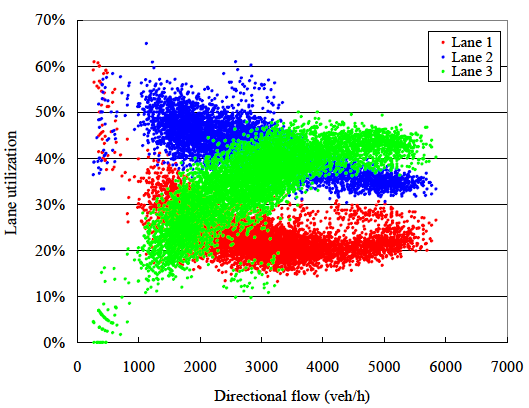 70%
60%
50%
40%
30%
20%
10%
0%
Lane utilization
Lane 1
Lane 2
Lane 3
0 1000 2000 3000 4000 5000 6000 7000
Directional flow (veh/h)